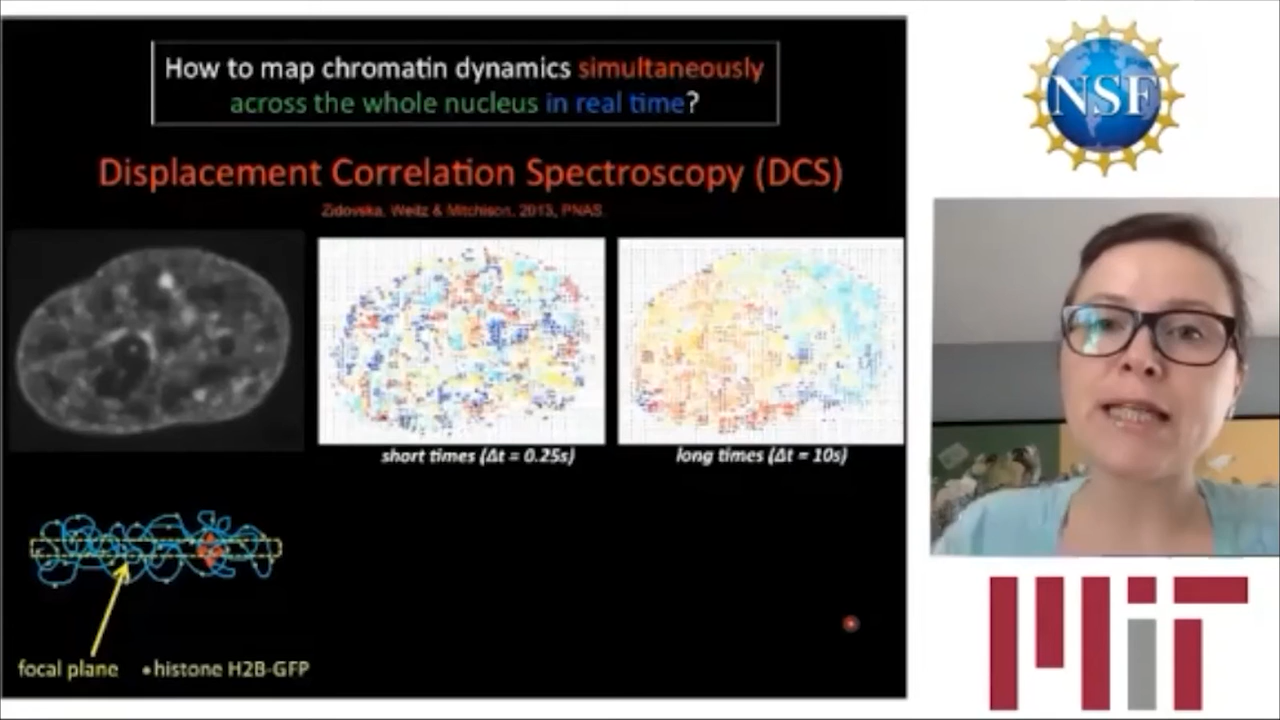 How to map chromatin dynamics simultaneously
across the whole nucleus in real time?
Displacement Correlation Spectroscopy (DCS)
Zidovska, Weitz & Mitchison, 2013, PNAS
short times (Δt = 0.25s)
long times (Δt = 10s)
focal plane
•histone H2B-GFP
NSF
MIT